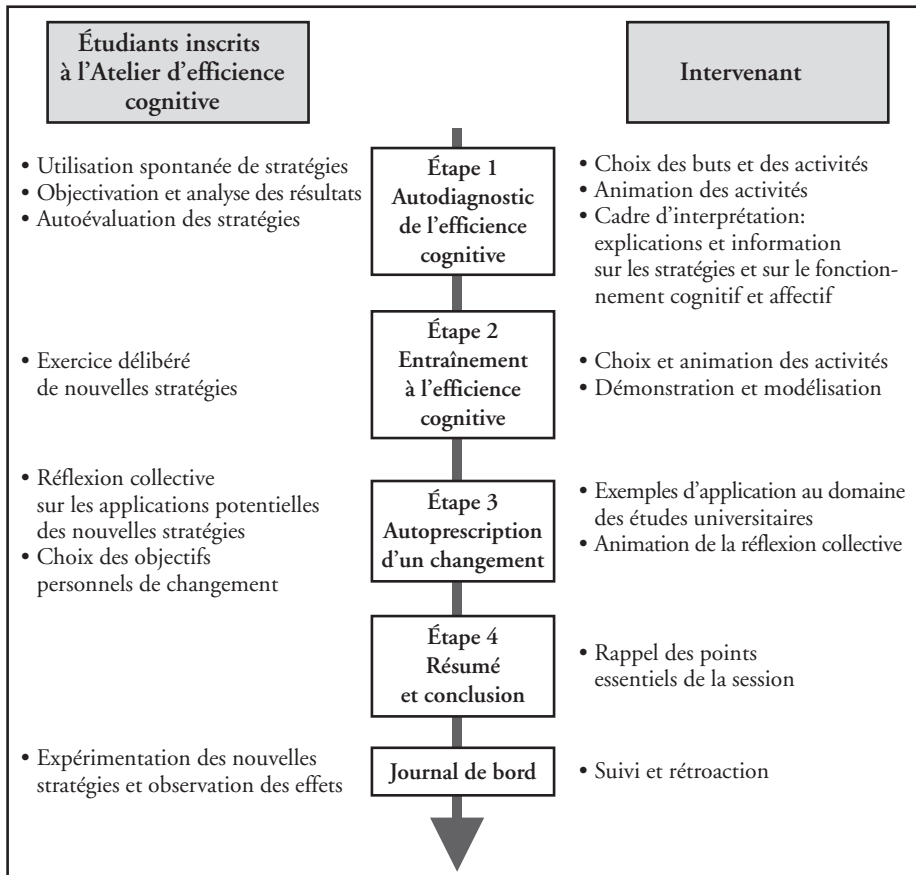 Étudiants inscrits
à l'Atelier d'efficience
cognitive
Intervenant
• Utilisation spontanée de stratégies
• Objectivation et analyse des résultats
• Autoévaluation des stratégies
Étape 1
Autodiagnostic
de l'efficience
cognitive
• Choix des buts et des activités
• Animation des activités
• Cadre d'interprétation:
explications et information
sur les stratégies et sur le fonction-
nement cognitif et affectif
• Exercice délibéré
de nouvelles stratégies
Étape 2
Entraînement
à l'efficience
cognitive
• Choix et animation des activités
• Démonstration et modélisation
• Réflexion collective
sur les applications potentielles
des nouvelles stratégies
• Choix des objectifs
personnels de changement
Étape 3
Autoprescription
d'un changement
• Exemples d'application au domaine
des études universitaires
• Animation de la réflexion collective
Étape 4
Résumé
et conclusion
• Rappel des points
essentiels de la session
• Expérimentation des nouvelles
stratégies et observation des effets
Journal de bord
• Suivi et rétroaction